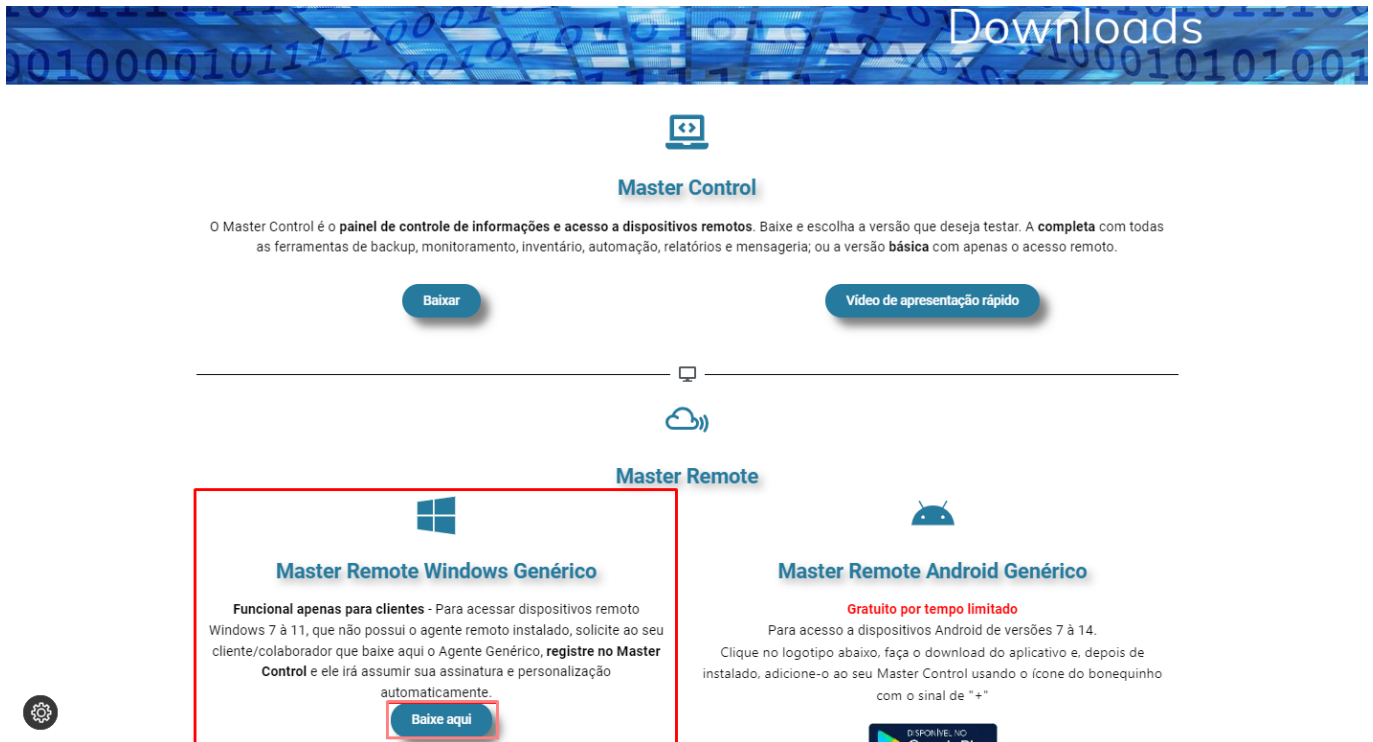 Downloads
Master Control
O Master Control é o painel de controle de informações e acesso a dispositivos remotos. Baixe e escolha a versão que deseja testar. A completa com todas
as ferramentas de backup, monitoramento, inventário, automação, relatórios e mensageria; ou a versão básica com apenas o acesso remoto.
Baixar
Vídeo de apresentação rápido
Master Remote
Master Remote Windows Genérico
Funcional apenas para clientes - Para acessar dispositivos remoto
Windows 7 à 11, que não possui o agente remoto instalado, solicite ao seu
cliente/colaborador que baixe aqui o Agente Genérico, registre no Master
Control e ele irá assumir sua assinatura e personalização
automaticamente.
Baixe aqui
Master Remote Android Genérico
Gratuito por tempo limitado
Para acesso a dispositivos Android de versões 7 à 14.
Clique no logotipo abaixo, faça o download do aplicativo e, depois de
instalado, adicione-o ao seu Master Control usando o ícone do bonequinho
com o sinal de "+"
DISPONÍVEL NO